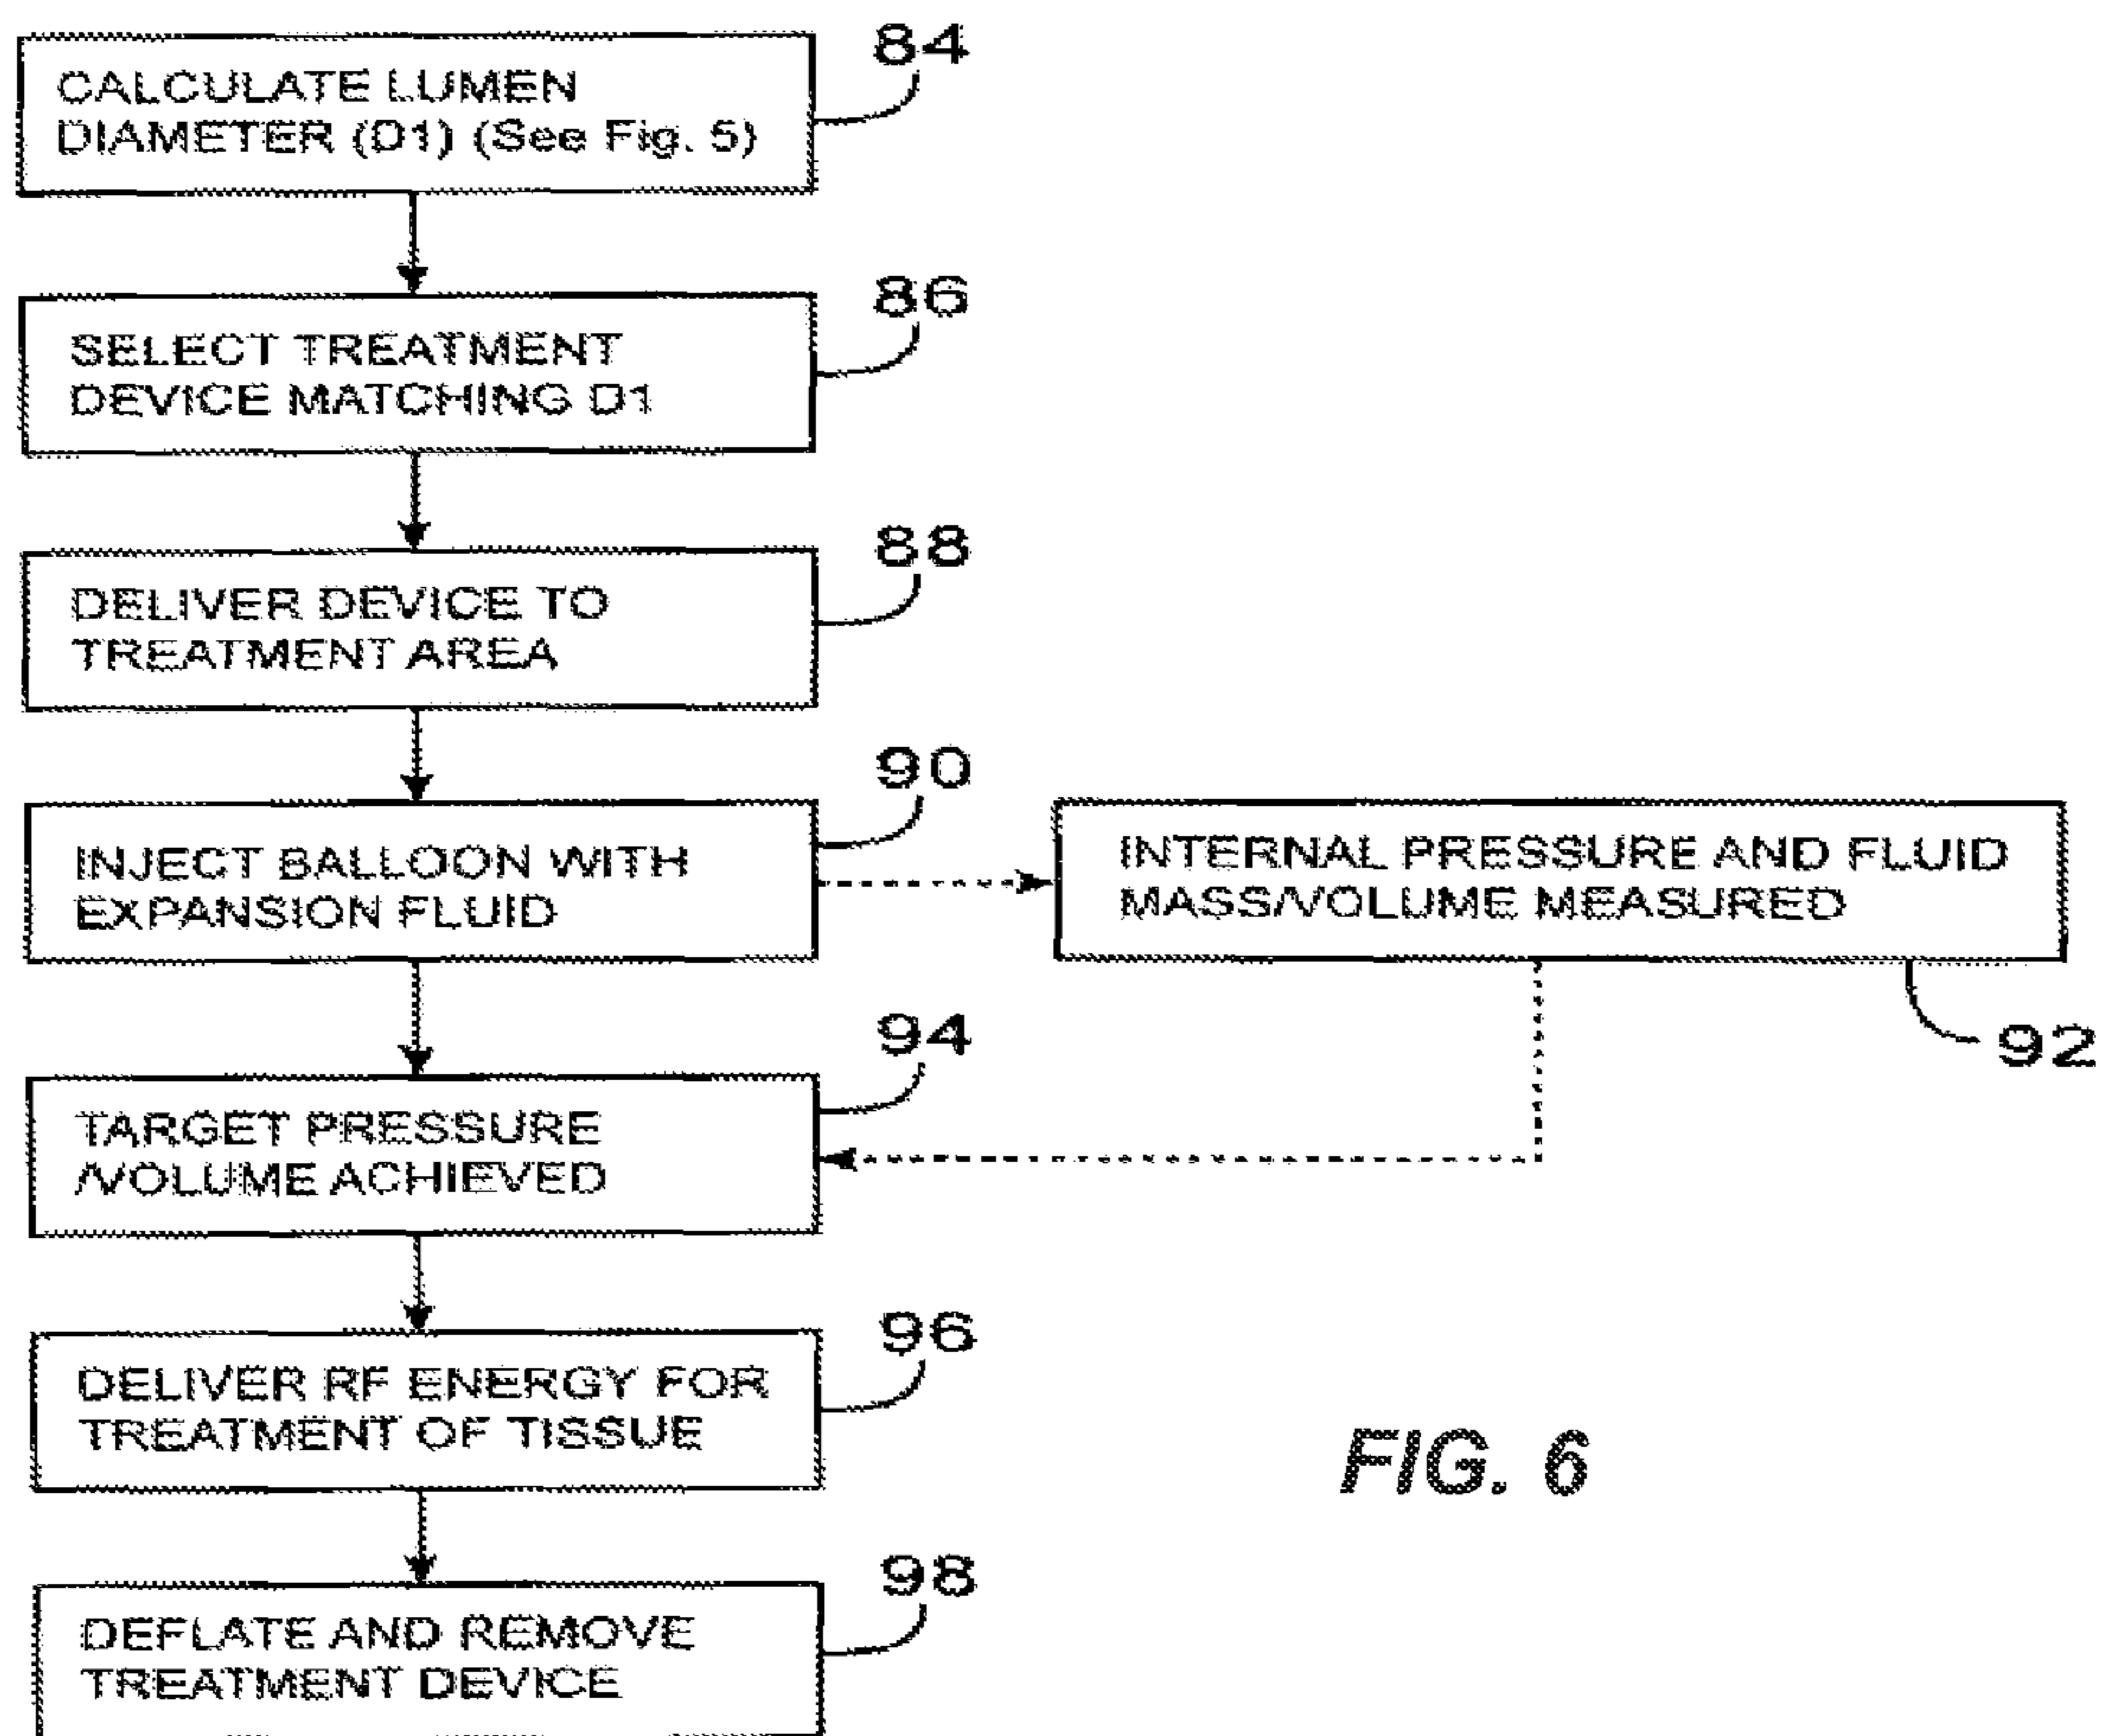 84
CALCULATE LUMEN
DIAMETER (D1) (See Fig. 5)
86
SELECT TREATMENT
DEVICE MATCHING D1
88
DELIVER DEVICE TO
TREATMENT AREA
90
INJECT BALLOON WITH
EXPANSION FLUID
INTERNAL PRESSURE AND FLUID
MASS/VOLUME MEASURED
92
94
TARGET PRESSURE
/VOLUME ACHIEVED
96
DELIVER RF ENERGY FOR
TREATMENT OF TISSUE
FIG. 6
98
DEFLATE AND REMOVE
TREATMENT DEVICE